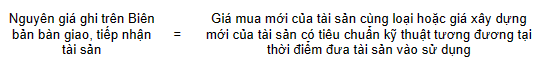 Nguyên giá ghi trên Biên
bản bàn giao, tiếp nhận
tài sản
=
Giá mua mới của tài sản cùng loại hoặc giá xây dựng
mới của tài sản có tiêu chuẩn kỹ thuật tương đương tại
thời điểm đưa tài sản vào sử dụng